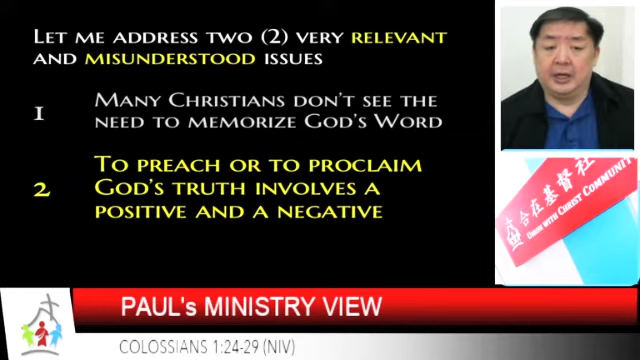 Let me address two (2) very relevant
and misunderstood issues
1 Many Christians don't see the
need to memorize God's Word
2 To preach or to proclaim
God's truth involves a
positive and a negative
合在基督社
Union with Christ Communit
PAUL's MINISTRY VIEW
COLOSSIANS 1:24-29 (NIV)